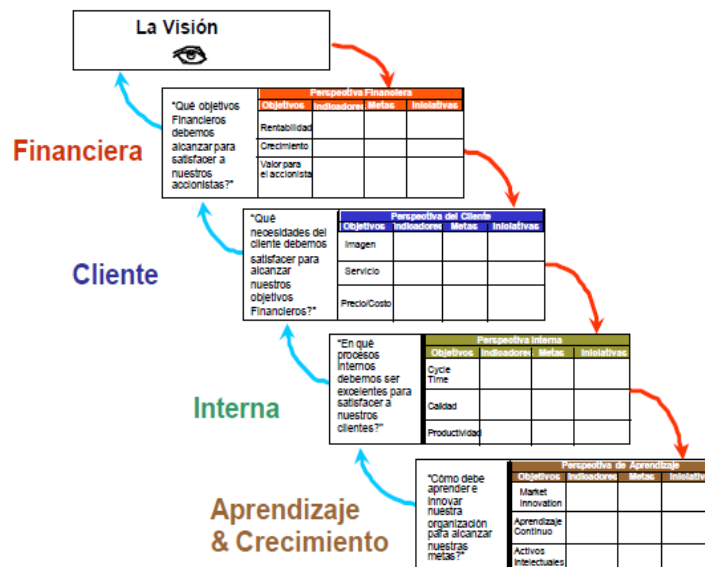 La Visión
Financiera
"Qué objetivos
Financieros
debemos
alcanzar para
satisfacer a
nuestros
accionistas?"
Perspectiva Financiera
Objetivos Indicadores Metas Iniciativas
Rentabilidad
Crecimiento
Valor para
el accionista
Cliente
"Qué
necesidades del
cliente debemos
satisfacer para
alcanzar
nuestros
objetivos
Financieros?"
Perspectiva del Cliente
Objetivos Indicadores Metas Iniciativas
Imagen
Servicio
Precio/Costo
Interna
"En qué
procesos
Internos
debemos ser
excelentes para
satisfacer a
nuestros
clientes?"
Perspectiva Interna
Objetivos Indicadores Metas Iniciativas
Cycle
Time
Calidad
Productividad
Aprendizaje
& Crecimiento
"Cómo debe
aprender e
Innovar
nuestra
organización
para alcanzar
nuestras
metas?"
Perspectiva de Aprendizaje
Objetivos Indicadores Metas Iniciativ
Market
Innovation
Aprendizaje
Continuo
Activos
Intelectuales